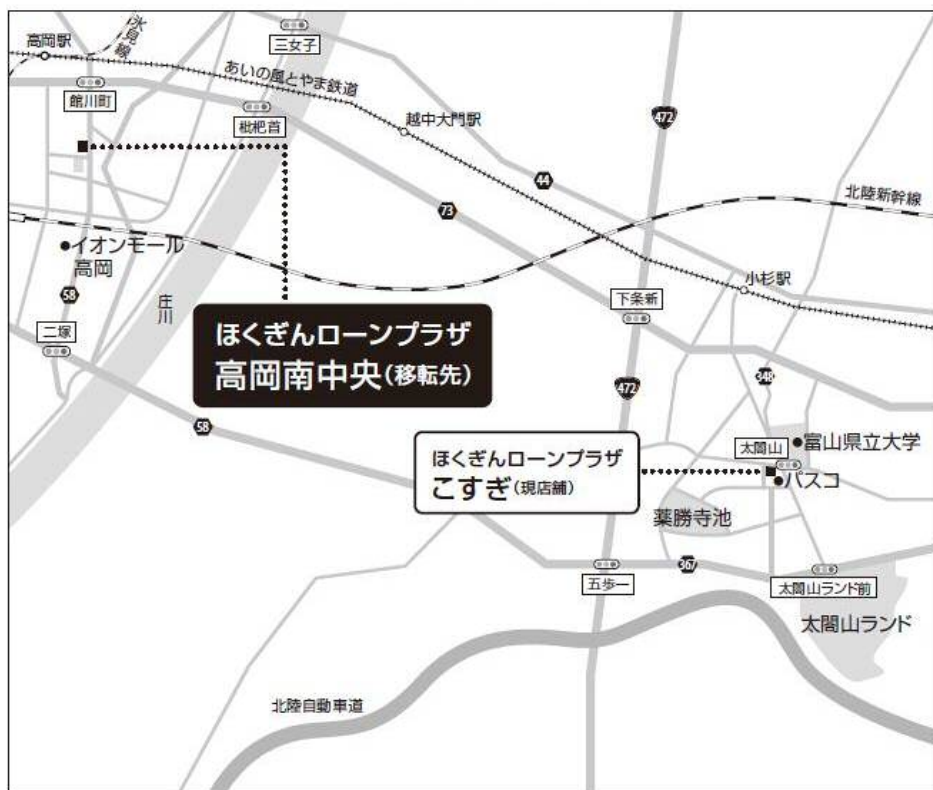 高岡駅
氷見線
三女子
あいの風とやま鉄道
館川町
枇杷首
越中大門駅
472
44
73
北陸新幹線
イオンモール
高岡
58
庄川
小杉駅
下条新
二塚
ほくぎんローンプラザ
高岡南中央(移転先)
472
348
58
富山県立大学
太閤山
ほくぎんローンプラザ
こすぎ(現店舗)
パスコ
薬勝寺池
367
五歩一
太閤山ランド前
太閤山ランド
北陸自動車道